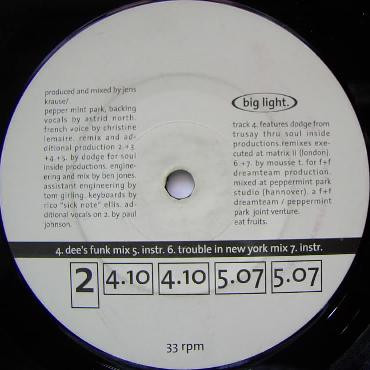 produced and mixed by jens
krause/
pepper mint park, backing
vocals by astrid north.
french voice by christine
lemaire. remix and ad-
ditional production 2.+3.
+4.+5. by dodge for soul
inside productions. engine-
ering and mix by ben jones.
assistant engineering by
tom girling. keyboards by
rico "sick note" ellis. ad-
ditional vocals on 2. by paul
johnson.
big light.
track 4. features dodge from
trusay thru soul inside
productions.remixes exe-
cuted at matrix ii (london).
6.+7. by mousse t. for f+f
dreamteam production.
mixed at peppermint park
studio (hannover). a f+f
dreamteam / peppermint
park joint venture.
eat fruits.
4. dee's funk mix 5. instr. 6. trouble in new york mix 7. instr.
2 4.10 4.10 5.07 5.07
33 rpm